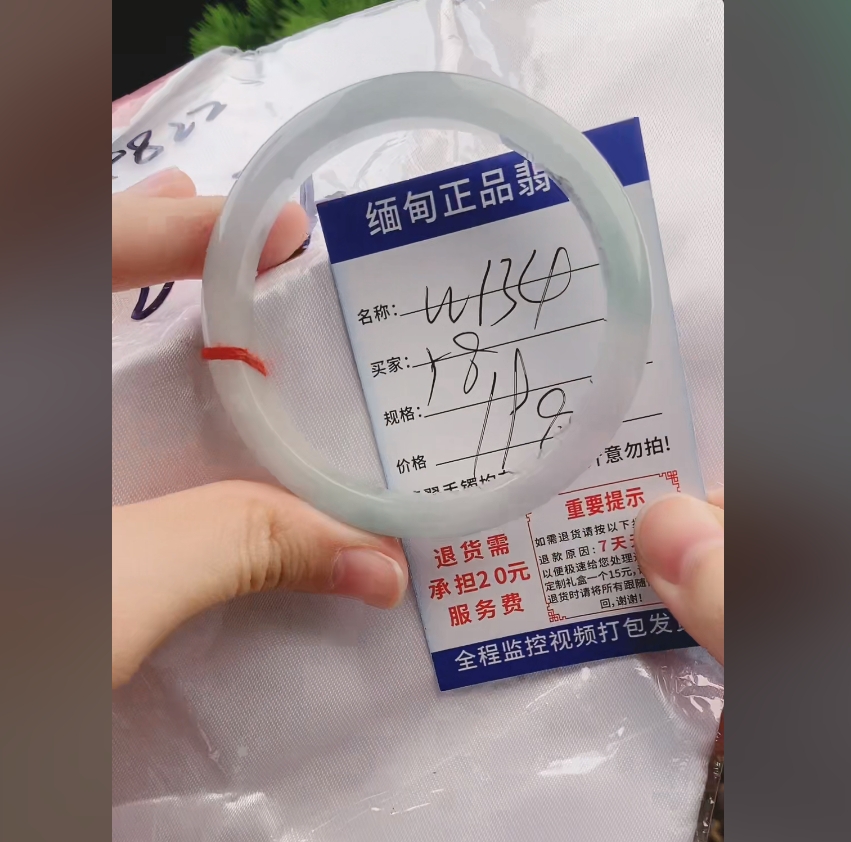 822
缅甸正品翡
名称: W134
买家: 58
规格:
价格
意勿拍!
退货需
承担20元
服务费
重要提示
如需退货请按以下
退款原因:7天
以便极速给您处理
定制礼盒一个15元,
退货时请将所有跟随
回,谢谢!
全程监控视频打包发